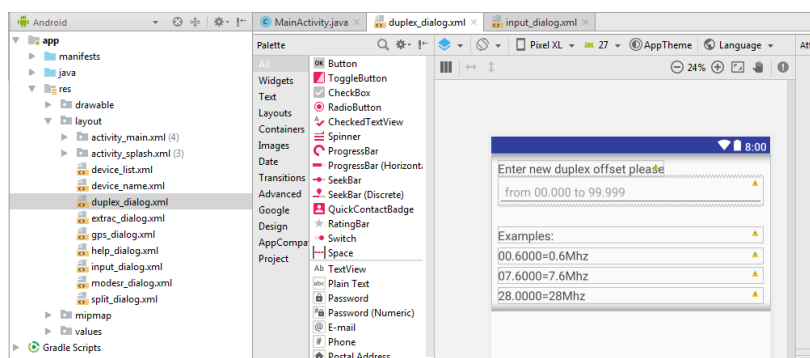 Android
MainActivity.java
duplex_dialog.xml
input_dialog.xml
app
manifests
java
res
drawable
layout
activity_main.xml (4)
activity_splash.xml (3)
device_list.xml
device_name.xml
duplex_dialog.xml
extrac_dialog.xml
gps_dialog.xml
help_dialog.xml
input_dialog.xml
modesr_dialog.xml
split_dialog.xml
mipmap
values
Gradle Scripts
Palette
All
Widgets
Text
Layouts
Containers
Images
Date
Transitions
Advanced
Google
Design
AppCompa
Project
OK Button
ToggleButton
CheckBox
RadioButton
CheckedTextView
Spinner
ProgressBar
ProgressBar (Horizonta
SeekBar
SeekBar (Discrete)
QuickContactBadge
RatingBar
Switch
Space
Ab TextView
abc Plain Text
Password
Password (Numeric)
@ E-mail
# Phone
Postal Address
Pixel XL 27 AppTheme Language Att
24%
8:00
Enter new duplex offset please
from 00.000 to 99.999
Examples:
00.6000=0.6Mhz
07.6000=7.6Mhz
28.0000=28Mhz